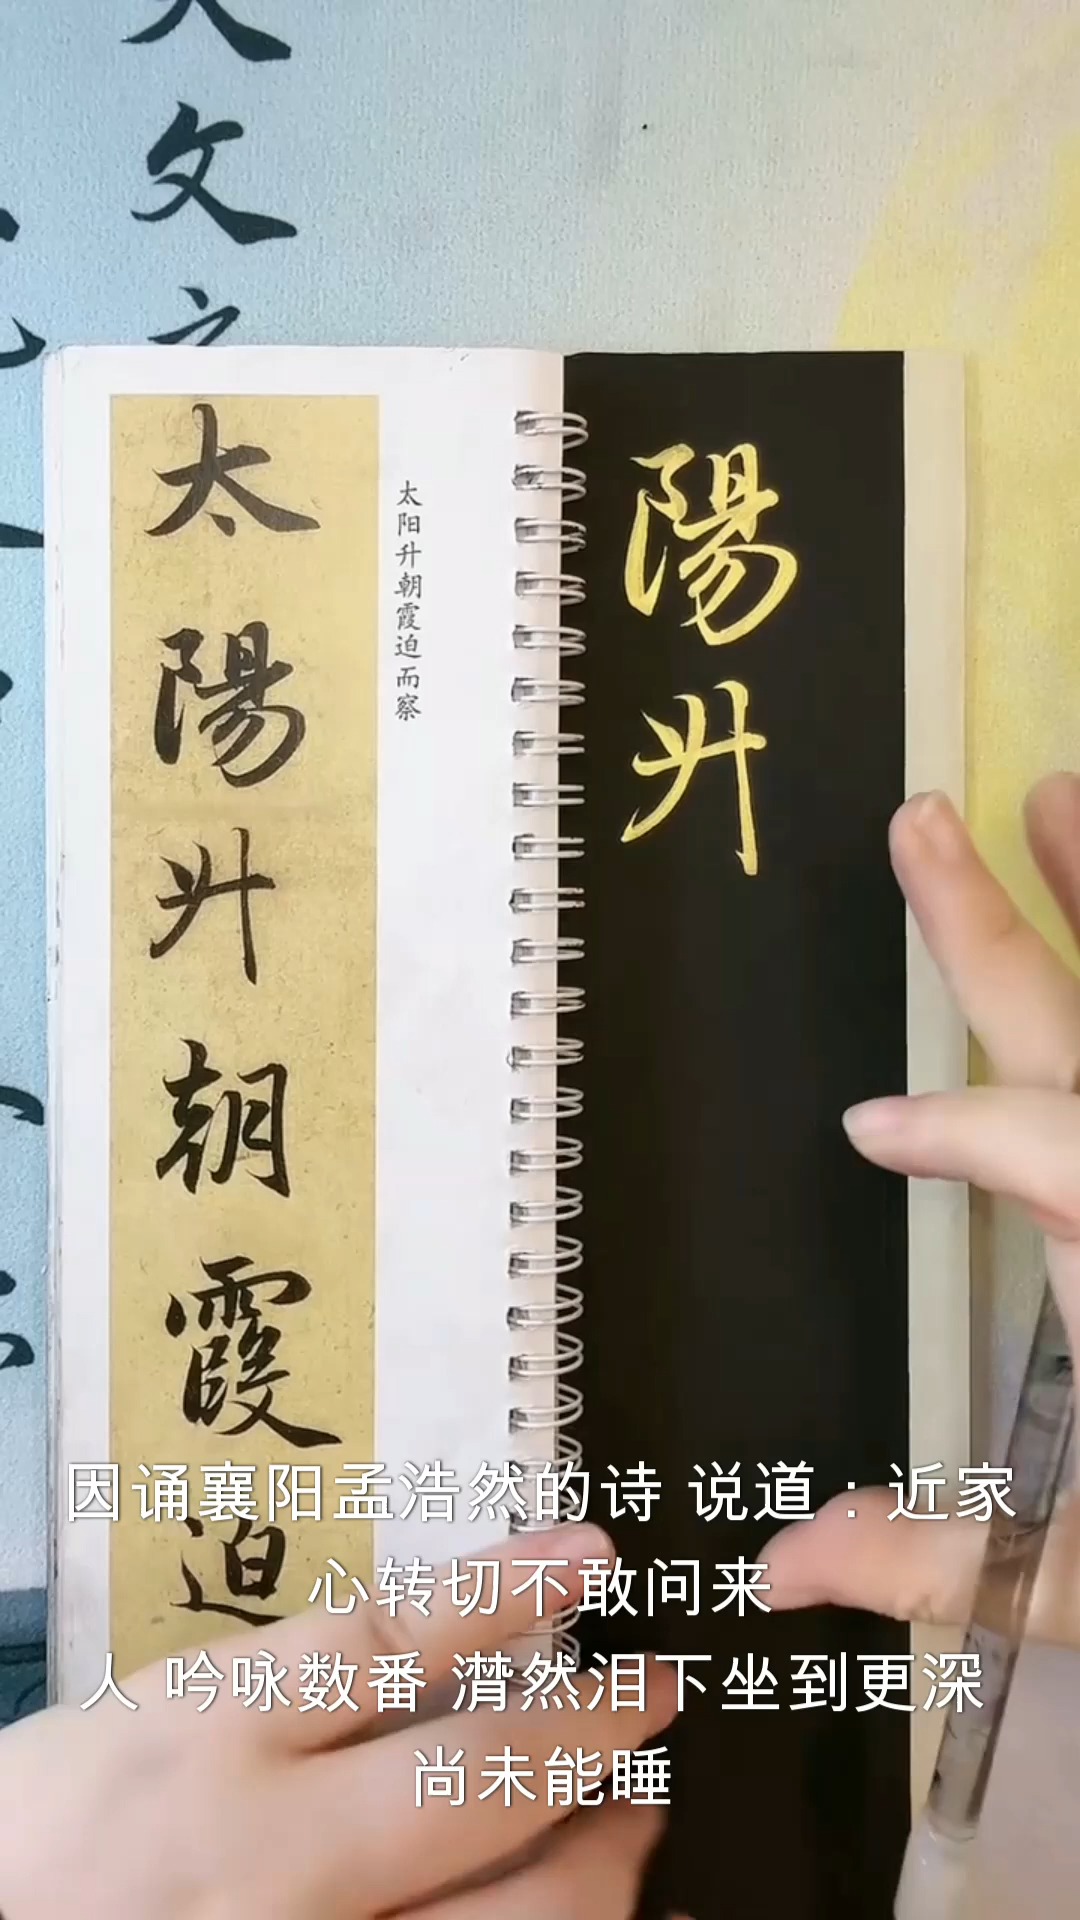 文
太陽升朝霞迫
太阳升朝霞迫而察
陽升
因诵襄阳孟浩然的诗 说道：近家
心转切不敢问来
人 吟咏数番 潸然泪下坐到更深
尚未能睡